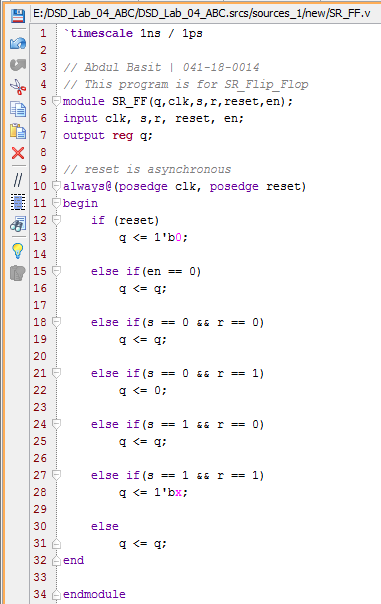 E:/DSD_Lab_04_ABC/DSD_Lab_04_ABC.srcs/sources_1/new/SR_FF.v
1 `timescale 1ns / 1ps
2
3 // Abdul Basit | 041-18-0014
4 // This program is for SR_Flip_Flop
5 module SR_FF(q,clk,s,r,reset,en);
6 input clk, s,r, reset, en;
7 output reg q;
8
9 // reset is asynchronous
10 always@(posedge clk, posedge reset)
11 begin
12 if (reset)
13 q <= 1'b0;
14
15 else if(en == 0)
16 q <= q;
17
18 else if(s == 0 && r == 0)
19 q <= q;
20
21 else if(s == 0 && r == 1)
22 q <= 0;
23
24 else if(s == 1 && r == 0)
25 q <= q;
26
27 else if(s == 1 && r == 1)
28 q <= 1'bx;
29
30 else
31 q <= q;
32 end
33
34 endmodule